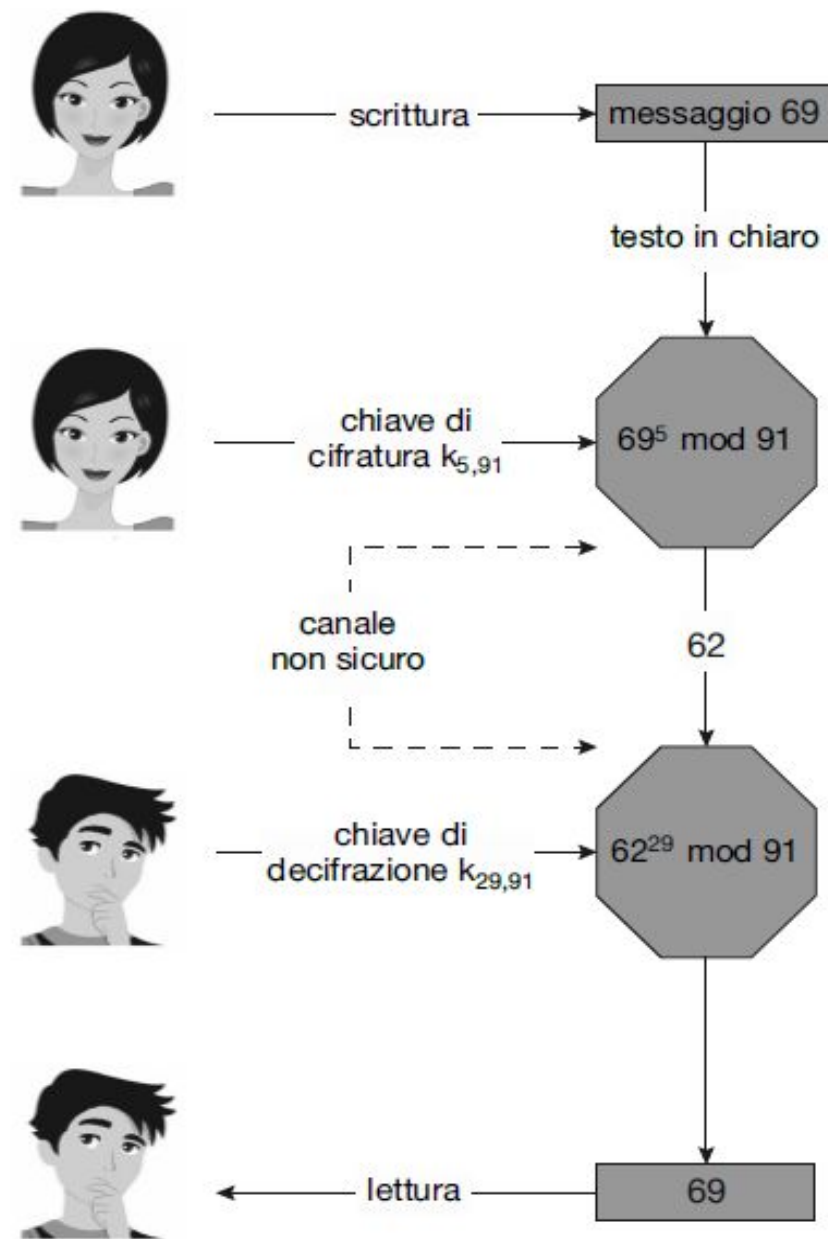 scrittura
messaggio 69
testo in chiaro
chiave di
cifratura k₅,₉₁
69⁵ mod 91
canale
non sicuro
62
chiave di
decifrazione k₂₉,₉₁
62²⁹ mod 91
lettura
69